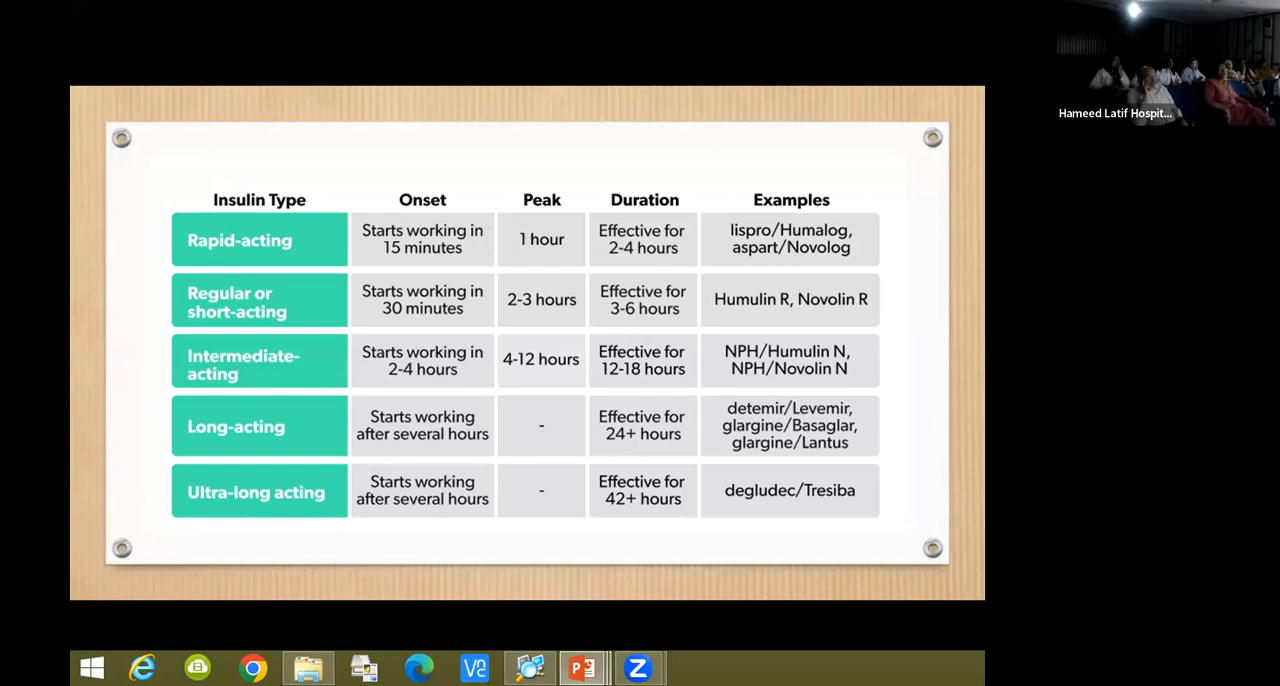 Hameed Latif Hospit...
Insulin Type Onset Peak Duration Examples
Rapid-acting
Starts working in
15 minutes
1 hour
Effective for
2-4 hours
lispro/Humalog,
aspart/Novolog
Regular or
short-acting
Starts working in
30 minutes
2-3 hours
Effective for
3-6 hours
Humulin R, Novolin R
Intermediate-
acting
Starts working in
2-4 hours
4-12 hours
Effective for
12-18 hours
NPH/Humulin N,
NPH/Novolin N
Long-acting
Starts working
after several hours
-
Effective for
24+ hours
detemir/Levemir,
glargine/Basaglar,
glargine/Lantus
Ultra-long acting
Starts working
after several hours
-
Effective for
42+ hours
degludec/Tresiba